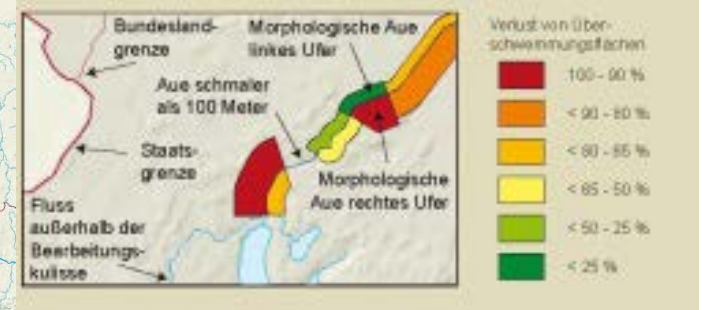 Bundesland-
grenze
Morphologische Aue
linkes Ufer
Aue schmaler
als 100 Meter
Staats-
grenze
Morphologische
Aue rechtes Ufer
Fluss
außerhalb der
Bearbeitungs-
kulisse
Verlust von Über-
schwemmungsflächen
100 - 90 %
< 90 - 80 %
< 80 - 65 %
< 65 - 50 %
< 50 - 25 %
< 25 %